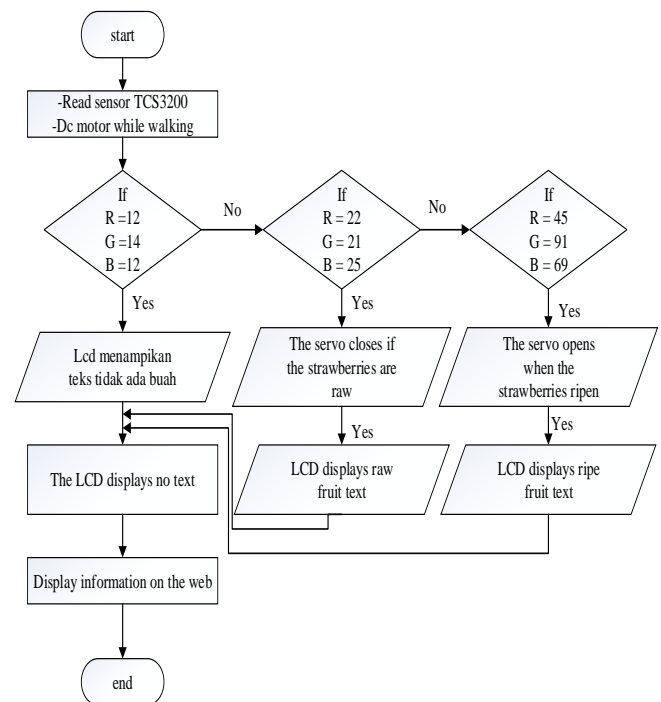 start
-Read sensor TCS3200
-Dc motor while walking
If
R =12
G =14
B =12
No
If
R = 22
G = 21
B = 25
No
If
R = 45
G = 91
B = 69
Yes
Yes
Yes
Lcd menampikan
teks tidak ada buah
The servo closes if
the strawberries are
raw
The servo opens
when the
strawberries ripen
Yes
Yes
The LCD displays no text
LCD displays raw
fruit text
LCD displays ripe
fruit text
Display information on the web
end